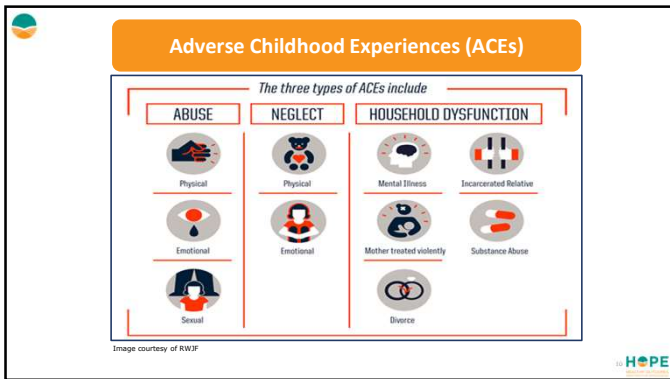 Adverse Childhood Experiences (ACEs)
The three types of ACEs include
ABUSE
NEGLECT
HOUSEHOLD DYSFUNCTION
Physical
Physical
Mental Illness
Incarcerated Relative
Emotional
Emotional
Mother treated violently
Substance Abuse
Sexual
Divorce
Image courtesy of RWJF
HOPE